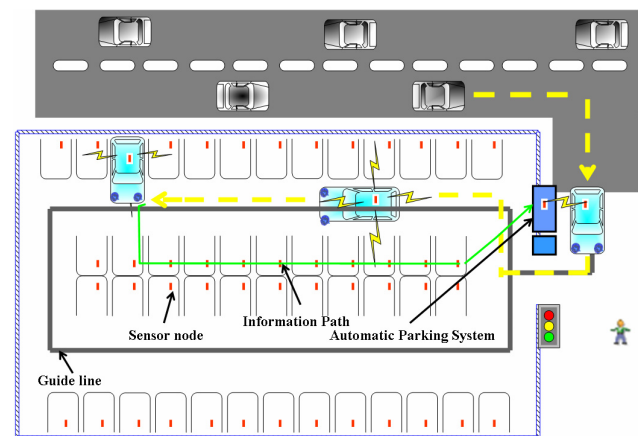 Information Path
Sensor node
Automatic Parking System
Guide line